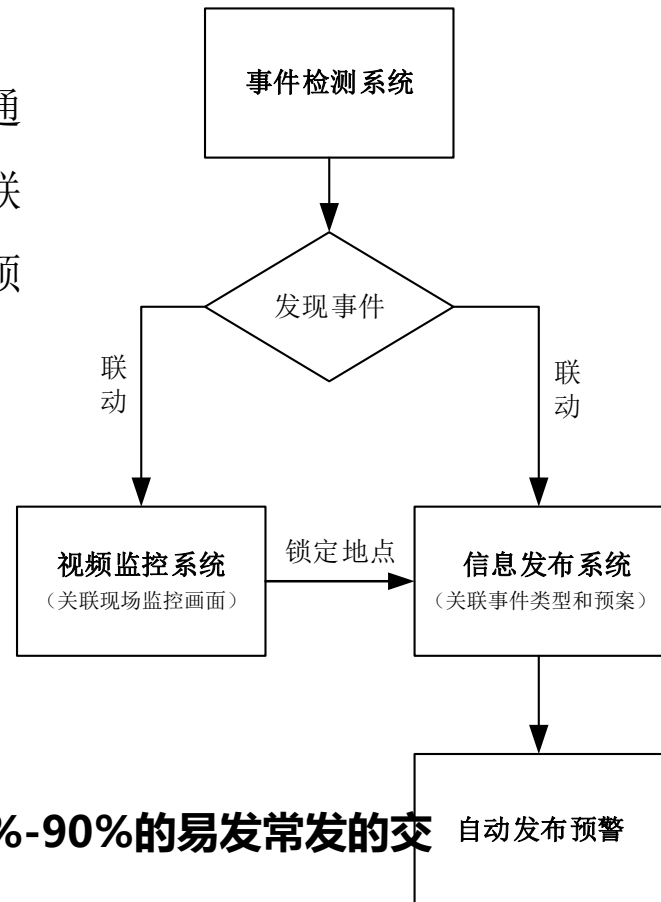 事件检测系统
通
联
预
发现事件
联
动
联
动
视频监控系统
（关联现场监控画面）
锁定地点
信息发布系统
（关联事件类型和预案）
%-90%的易发常发的交
自动发布预警